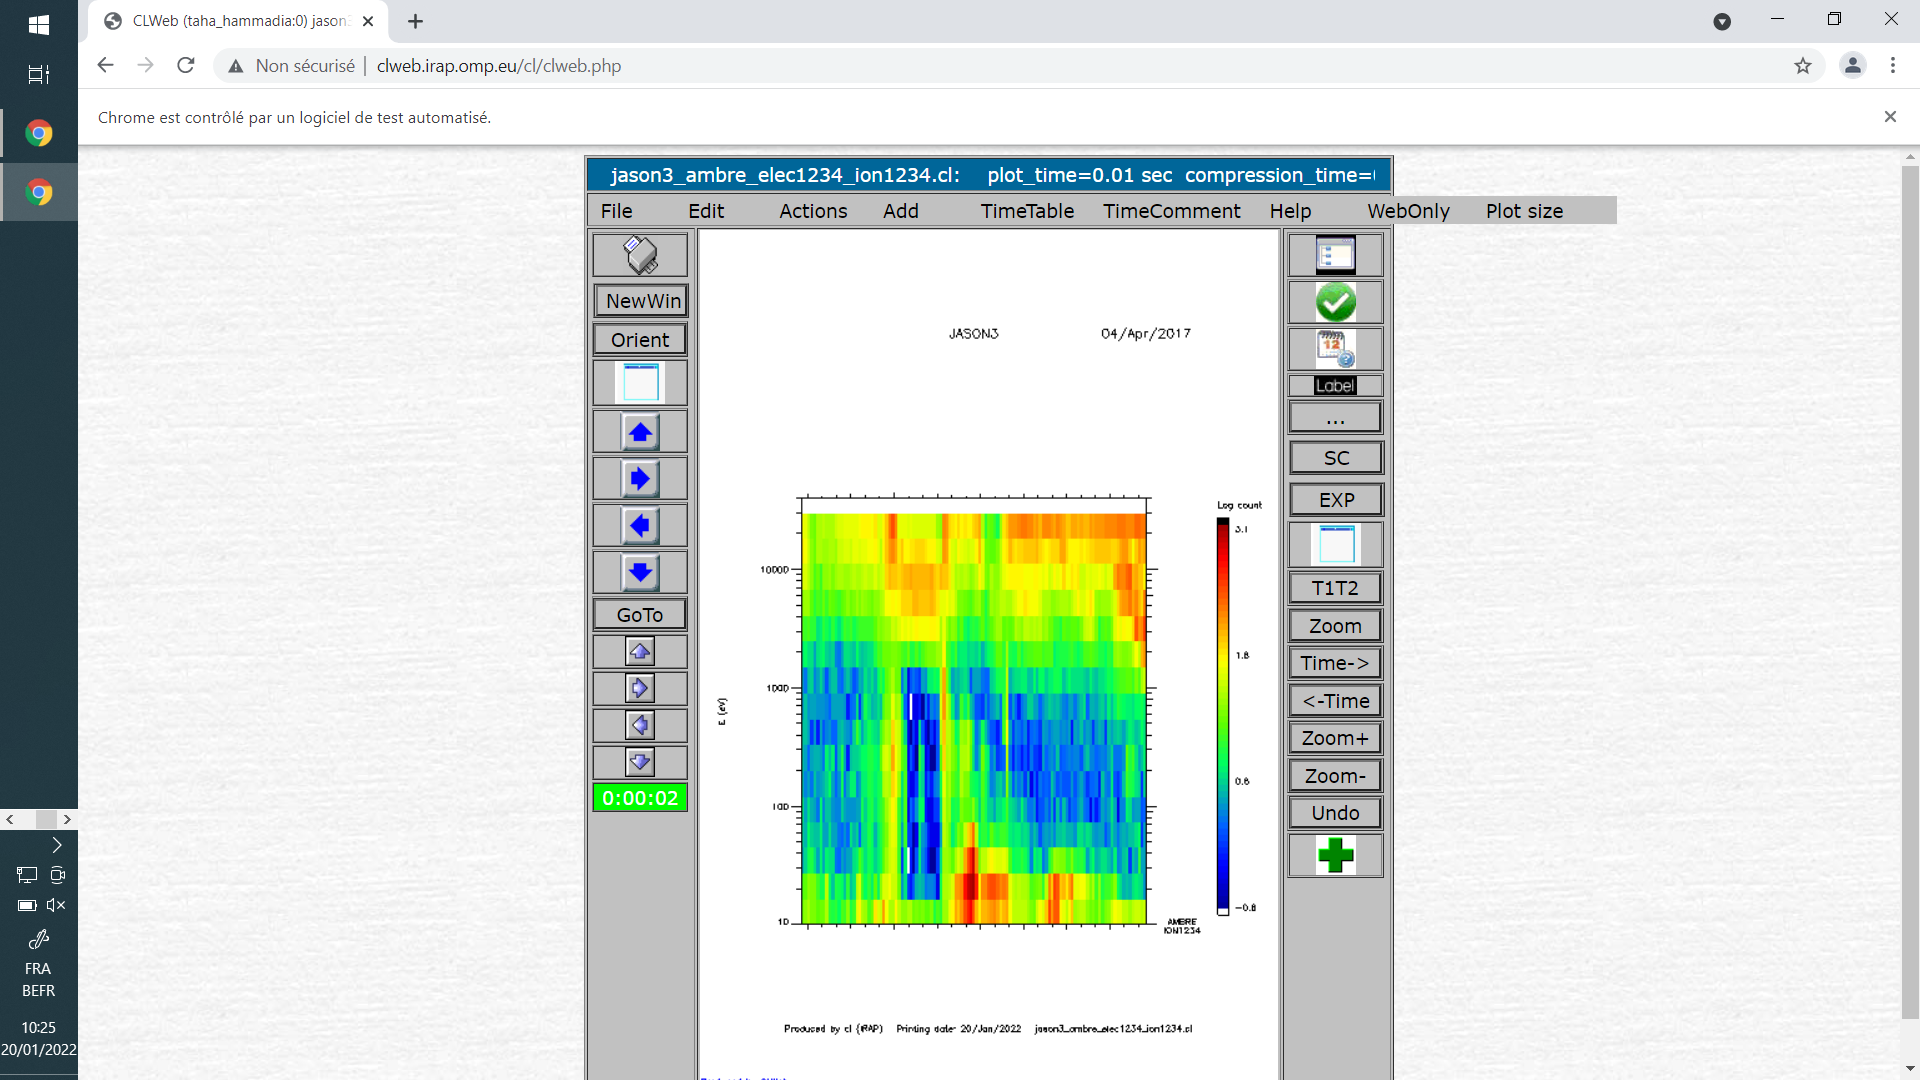 CLWeb (taha_hammadia:0) jason3
Non sécurisé | clweb.irap.omp.eu/cl/clweb.php
Chrome est contrôlé par un logiciel de test automatisé.
jason3_ambre_elec1234_ion1234.cl: plot_time=0.01 sec compression_time=
File Edit Actions Add TimeTable TimeComment Help WebOnly Plot size
NewWin
Orient
GoTo
0:00:02
JASON3 04/Apr/2017
Log count
3.1
1.8
0.6
-0.8
10000
1000
100
10
E (eV)
AMBRE
ION1234
Produced by cl (IRAP) Printing date: 20/Jan/2022 jason3_ambre_elec1234_ion1234.cl
12
Label
...
SC
EXP
T1T2
Zoom
Time->
<-Time
Zoom+
Zoom-
Undo
FRA
BEFR
10:25
20/01/2022